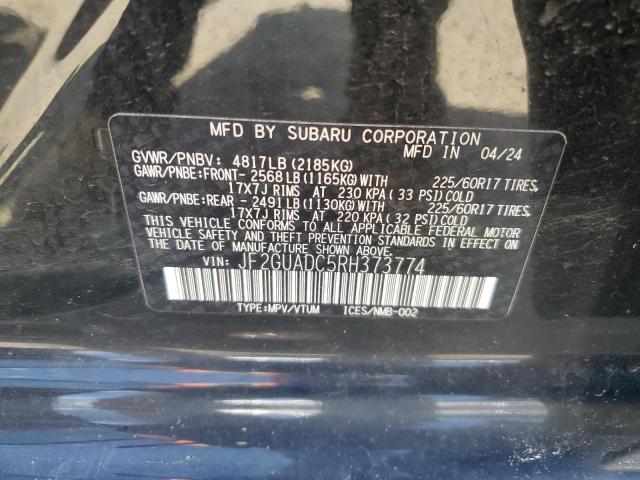 MFD BY SUBARU CORPORATION
GVWR/PNBV: 4817LB (2185KG) MFD IN 04/24
GAWR/PNBE:FRONT- 2568 LB (1165KG)WITH 225/60R17 TIRES,
17X7J RIMS AT 230 KPA (33 PSI)COLD
GAWR/PNBE:REAR - 2491LB (1130KG)WITH 225/60R17 TIRES,
17X7J RIMS AT 220 KPA (32 PSI)COLD
THIS VEHICLE CONFORMS TO ALL APPLICABLE FEDERAL MOTOR
VEHICLE SAFETY AND THEFT PREVENTION STANDARDS IN EFFECT ON
THE DATE OF MANUFACTURE SHOWN ABOVE.
VIN: JF2GUADC5RH373774
TYPE:MPV/VTUM ICES/NMB-002